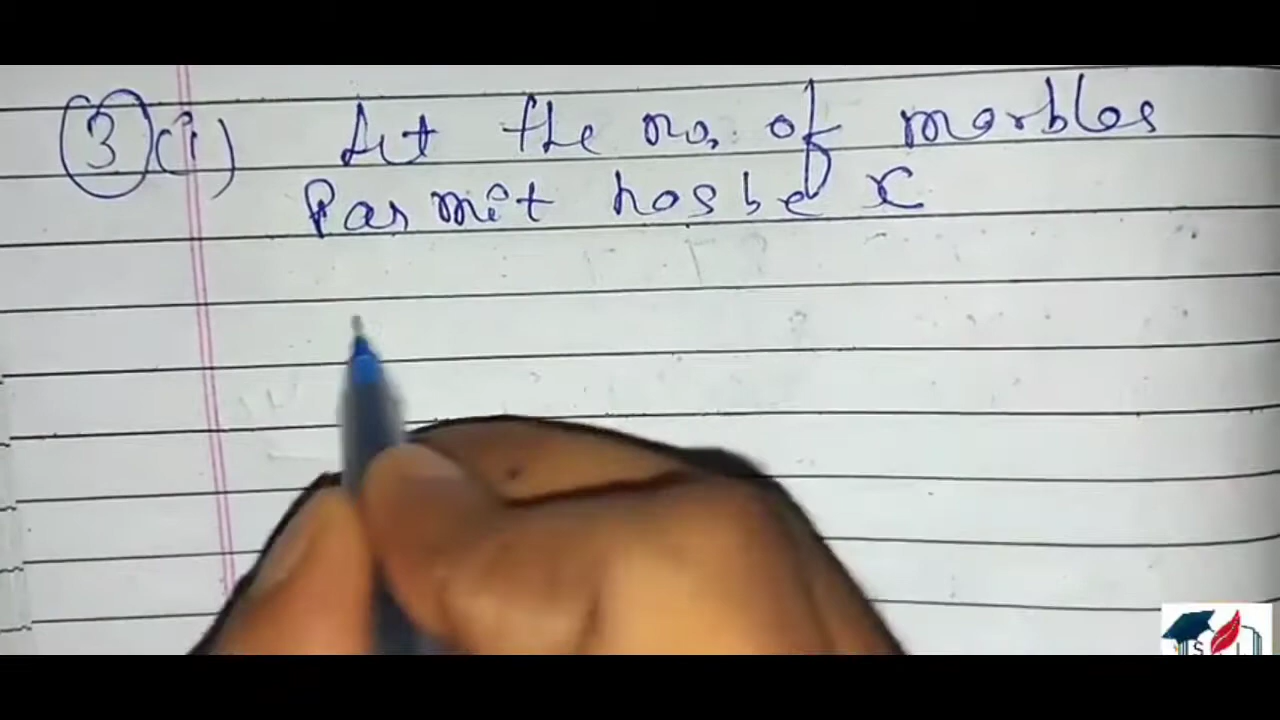 3 (i) Let the no. of marbles
Parmit has be x
S I